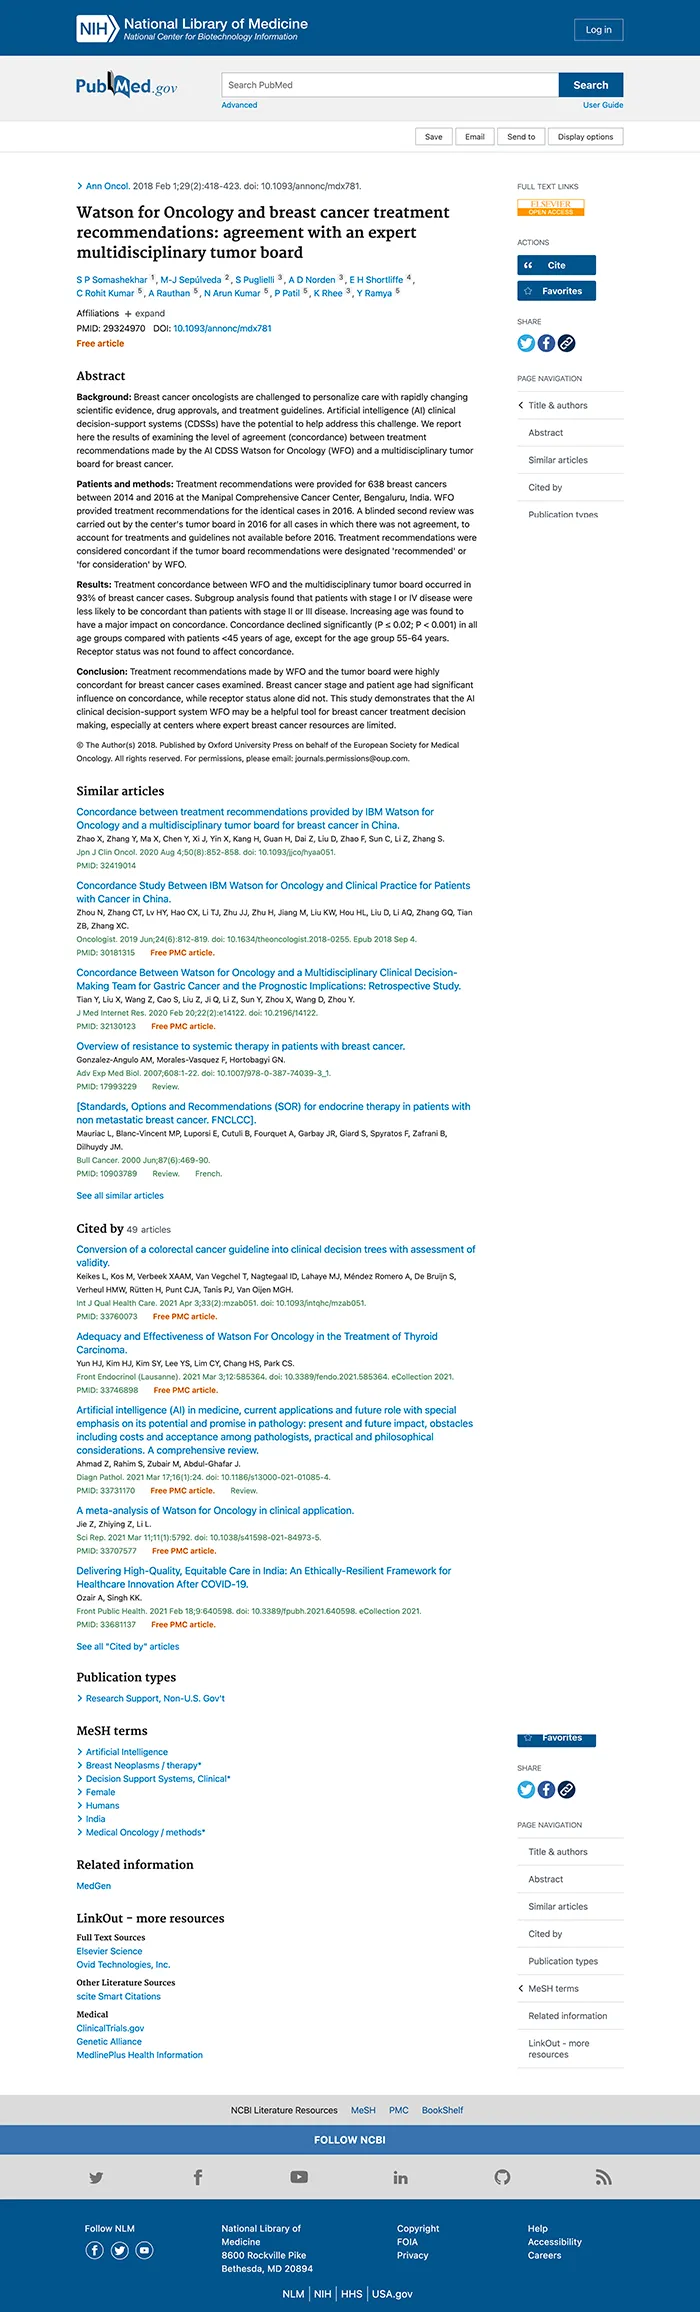 NIH National Library of Medicine
National Center for Biotechnology Information
Log in
PubMed.gov
Search PubMed
Search
Advanced
User Guide
Save
Email
Send to
Display options
Ann Oncol. 2018 Feb 1;29(2):418-423. doi: 10.1093/annonc/mdx781.
Watson for Oncology and breast cancer treatment
recommendations: agreement with an expert
multidisciplinary tumor board
S P Somashekhar 1, M-J Sepúlveda 2, S Puglielli 3, A D Norden 3, E H Shortliffe 4,
C Rohit Kumar 5, A Rauthan 5, N Arun Kumar 5, P Patil 5, K Rhee 3, Y Ramya 5
Affiliations + expand
PMID: 29324970 DOI: 10.1093/annonc/mdx781
Free article
Abstract
Background: Breast cancer oncologists are challenged to personalize care with rapidly changing
scientific evidence, drug approvals, and treatment guidelines. Artificial intelligence (AI) clinical
decision-support systems (CDSSs) have the potential to help address this challenge. We report
here the results of examining the level of agreement (concordance) between treatment
recommendations made by the AI CDSS Watson for Oncology (WFO) and a multidisciplinary tumor
board for breast cancer.
Patients and methods: Treatment recommendations were provided for 638 breast cancers
between 2014 and 2016 at the Manipal Comprehensive Cancer Center, Bengaluru, India. WFO
provided treatment recommendations for the identical cases in 2016. A blinded second review was
carried out by the center's tumor board in 2016 for all cases in which there was not agreement, to
account for treatments and guidelines not available before 2016. Treatment recommendations were
considered concordant if the tumor board recommendations were designated 'recommended' or
'for consideration' by WFO.
Results: Treatment concordance between WFO and the multidisciplinary tumor board occurred in
93% of breast cancer cases. Subgroup analysis found that patients with stage I or IV disease were
less likely to be concordant than patients with stage II or III disease. Increasing age was found to
have a major impact on concordance. Concordance declined significantly (P ≤ 0.02; P < 0.001) in all
age groups compared with patients <45 years of age, except for the age group 55-64 years.
Receptor status was not found to affect concordance.
Conclusion: Treatment recommendations made by WFO and the tumor board were highly
concordant for breast cancer cases examined. Breast cancer stage and patient age had significant
influence on concordance, while receptor status alone did not. This study demonstrates that the AI
clinical decision-support system WFO may be a helpful tool for breast cancer treatment decision
making, especially at centers where expert breast cancer resources are limited.
© The Author(s) 2018. Published by Oxford University Press on behalf of the European Society for Medical
Oncology. All rights reserved. For permissions, please email: journals.permissions@oup.com.
FULL TEXT LINKS
ELSEVIER
OPEN ACCESS
ACTIONS
Cite
Favorites
SHARE
PAGE NAVIGATION
Title & authors
Abstract
Similar articles
Cited by
Publication types
Similar articles
Concordance between treatment recommendations provided by IBM Watson for
Oncology and a multidisciplinary tumor board for breast cancer in China.
Zhao X, Zhang Y, Ma X, Chen Y, Xi J, Yin X, Kang H, Guan H, Dai Z, Liu D, Zhao F, Sun C, Li Z, Zhang S.
Jpn J Clin Oncol. 2020 Aug 4;50(8):852-858. doi: 10.1093/jjco/hyaa051.
PMID: 32419014
Concordance Study Between IBM Watson for Oncology and Clinical Practice for Patients
with Cancer in China.
Zhou N, Zhang CT, Lv HY, Hao CX, Li TJ, Zhu JJ, Zhu H, Jiang M, Liu KW, Hou HL, Liu D, Li AQ, Zhang GQ, Tian
ZB, Zhang XC.
Oncologist. 2019 Jun;24(6):812-819. doi: 10.1634/theoncologist.2018-0255. Epub 2018 Sep 4.
PMID: 30181315 Free PMC article.
Concordance Between Watson for Oncology and a Multidisciplinary Clinical Decision-
Making Team for Gastric Cancer and the Prognostic Implications: Retrospective Study.
Tian Y, Liu X, Wang Z, Cao S, Liu Z, Ji Q, Li Z, Sun Y, Zhou X, Wang D, Zhou Y.
J Med Internet Res. 2020 Feb 20;22(2):e14122. doi: 10.2196/14122.
PMID: 32130123 Free PMC article.
Overview of resistance to systemic therapy in patients with breast cancer.
Gonzalez-Angulo AM, Morales-Vasquez F, Hortobagyi GN.
Adv Exp Med Biol. 2007;608:1-22. doi: 10.1007/978-0-387-74039-3_1.
PMID: 17993229 Review.
[Standards, Options and Recommendations (SOR) for endocrine therapy in patients with
non metastatic breast cancer. FNCLCC].
Mauriac L, Blanc-Vincent MP, Luporsi E, Cutuli B, Fourquet A, Garbay JR, Giard S, Spyratos F, Zafrani B,
Dilhuydy JM.
Bull Cancer. 2000 Jun;87(6):469-90.
PMID: 10903789 Review. French.
See all similar articles
Cited by 49 articles
Conversion of a colorectal cancer guideline into clinical decision trees with assessment of
validity.
Keikes L, Kos M, Verbeek XAAM, Van Vegchel T, Nagtegaal ID, Lahaye MJ, Méndez Romero A, De Bruijn S,
Verheul HMW, Rütten H, Punt CJA, Tanis PJ, Van Oijen MGH.
Int J Qual Health Care. 2021 Apr 3;33(2):mzab051. doi: 10.1093/intqhc/mzab051.
PMID: 33760073 Free PMC article.
Adequacy and Effectiveness of Watson For Oncology in the Treatment of Thyroid
Carcinoma.
Yun HJ, Kim HJ, Kim SY, Lee YS, Lim CY, Chang HS, Park CS.
Front Endocrinol (Lausanne). 2021 Mar 3;12:585364. doi: 10.3389/fendo.2021.585364. eCollection 2021.
PMID: 33746898 Free PMC article.
Artificial intelligence (AI) in medicine, current applications and future role with special
emphasis on its potential and promise in pathology: present and future impact, obstacles
including costs and acceptance among pathologists, practical and philosophical
considerations. A comprehensive review.
Ahmad Z, Rahim S, Zubair M, Abdul-Ghafar J.
Diagn Pathol. 2021 Mar 17;16(1):24. doi: 10.1186/s13000-021-01085-4.
PMID: 33731170 Free PMC article. Review.
A meta-analysis of Watson for Oncology in clinical application.
Jie Z, Zhiying Z, Li L.
Sci Rep. 2021 Mar 11;11(1):5792. doi: 10.1038/s41598-021-84973-5.
PMID: 33707577 Free PMC article.
Delivering High-Quality, Equitable Care in India: An Ethically-Resilient Framework for
Healthcare Innovation After COVID-19.
Ozair A, Singh KK.
Front Public Health. 2021 Feb 18;9:640598. doi: 10.3389/fpubh.2021.640598. eCollection 2021.
PMID: 33681137 Free PMC article.
See all "Cited by" articles
Publication types
Research Support, Non-U.S. Gov't
MeSH terms
Artificial Intelligence
Breast Neoplasms / therapy*
Decision Support Systems, Clinical*
Female
Humans
India
Medical Oncology / methods*
Related information
MedGen
LinkOut - more resources
Full Text Sources
Elsevier Science
Ovid Technologies, Inc.
Other Literature Sources
scite Smart Citations
Medical
ClinicalTrials.gov
Genetic Alliance
MedlinePlus Health Information
Favorites
SHARE
PAGE NAVIGATION
Title & authors
Abstract
Similar articles
Cited by
Publication types
MeSH terms
Related information
LinkOut - more
resources
NCBI Literature Resources MeSH PMC BookShelf
FOLLOW NCBI
Follow NLM
National Library of
Medicine
8600 Rockville Pike
Bethesda, MD 20894
Copyright
FOIA
Privacy
Help
Accessibility
Careers
NLM | NIH | HHS | USA.gov